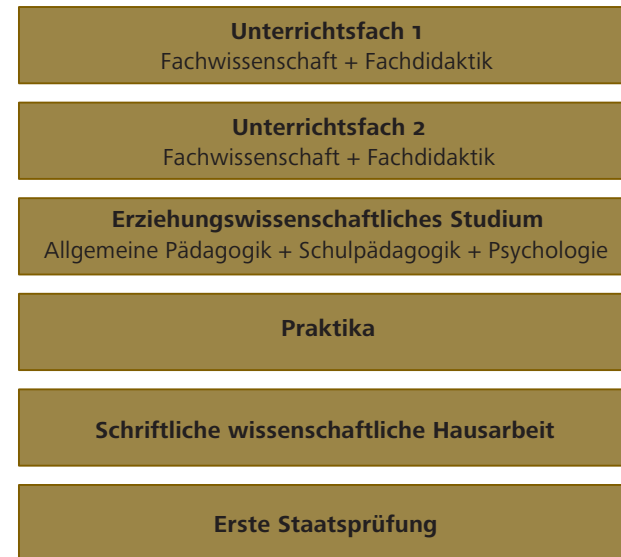 Unterrichtsfach 1
Fachwissenschaft + Fachdidaktik
Unterrichtsfach 2
Fachwissenschaft + Fachdidaktik
Erziehungswissenschaftliches Studium
Allgemeine Pädagogik + Schulpädagogik + Psychologie
Praktika
Schriftliche wissenschaftliche Hausarbeit
Erste Staatsprüfung